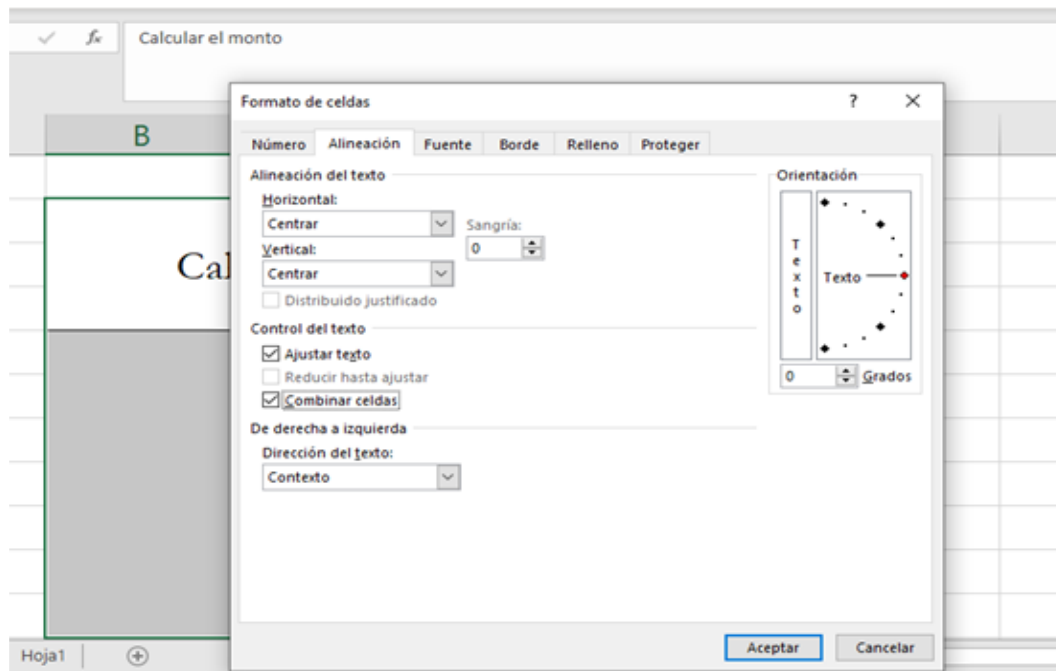 fx Calcular el monto
Formato de celdas ?
B
Número Alineación Fuente Borde Relleno Proteger
Alineación del texto
Horizontal:
Centrar
Sangría:
Vertical:
0
Centrar
Distribuido justificado
Control del texto
Ajustar texto
Reducir hasta ajustar
Combinar celdas
De derecha a izquierda
Dirección del texto:
Contexto
Orientación
Texto
Texto
0 Grados
Cal
Aceptar Cancelar
Hoja1